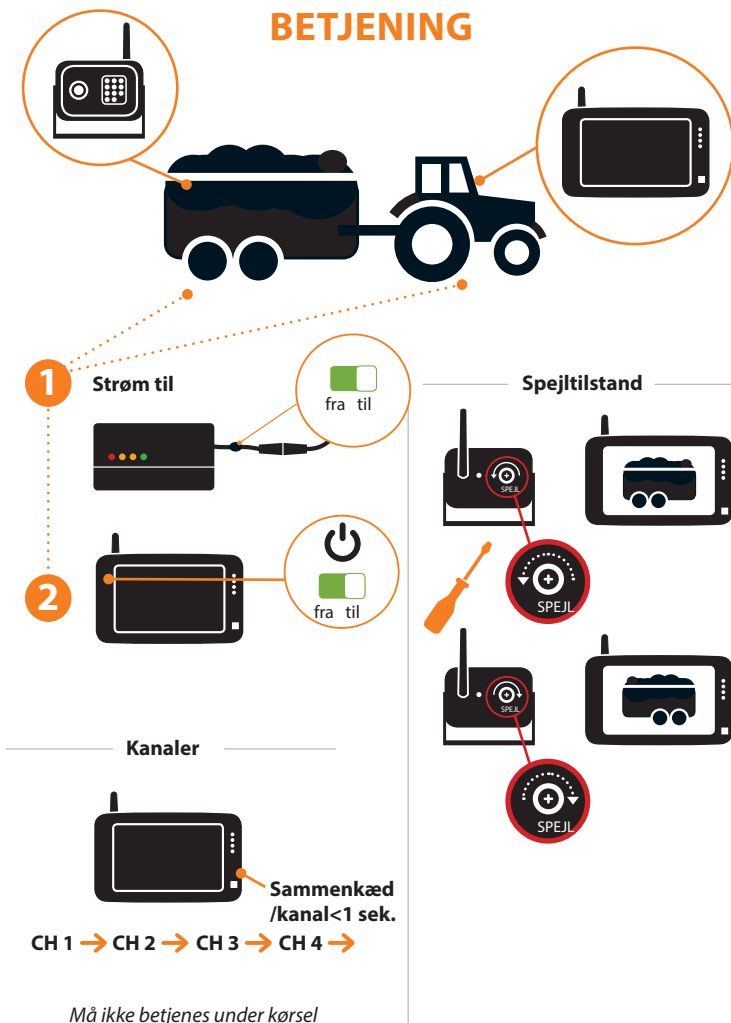 BETJENING
1
Strøm til
fra til
2
fra til
Kanaler
Sammenkæd
/kanal<1 sek.
CH 1 → CH 2 → CH 3 → CH 4 →
Må ikke betjenes under kørsel
Spejltilstand
SPEJL
SPEJL
SPEJL
SPEJL